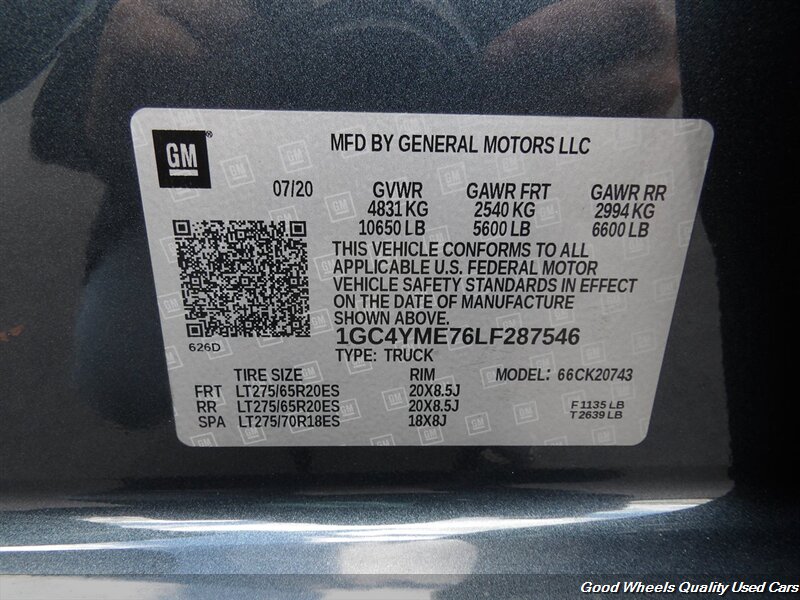 GM
MFD BY GENERAL MOTORS LLC
07/20 GVWR GAWR FRT GAWR RR
4831 KG 2540 KG 2994 KG
10650 LB 5600 LB 6600 LB
THIS VEHICLE CONFORMS TO ALL
APPLICABLE U.S. FEDERAL MOTOR
VEHICLE SAFETY STANDARDS IN EFFECT
ON THE DATE OF MANUFACTURE
SHOWN ABOVE.
626D
1GC4YME76LF287546
TYPE: TRUCK
TIRE SIZE RIM MODEL: 66CK20743
FRT LT275/65R20ES 20X8.5J
RR LT275/65R20ES 20X8.5J
SPA LT275/70R18ES 18X8J
F 1135 LB
T 2639 LB
Good Wheels Quality Used Cars